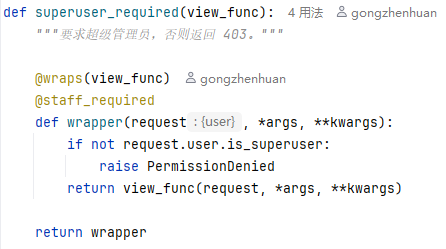 def superuser_required(view_func): 4 用法 gongzhenhuan
"""要求超级管理员，否则返回 403。"""
@wraps(view_func) gongzhenhuan
@staff_required
def wrapper(request : {user} , *args, **kwargs):
if not request.user.is_superuser:
raise PermissionDenied
return view_func(request, *args, **kwargs)
return wrapper